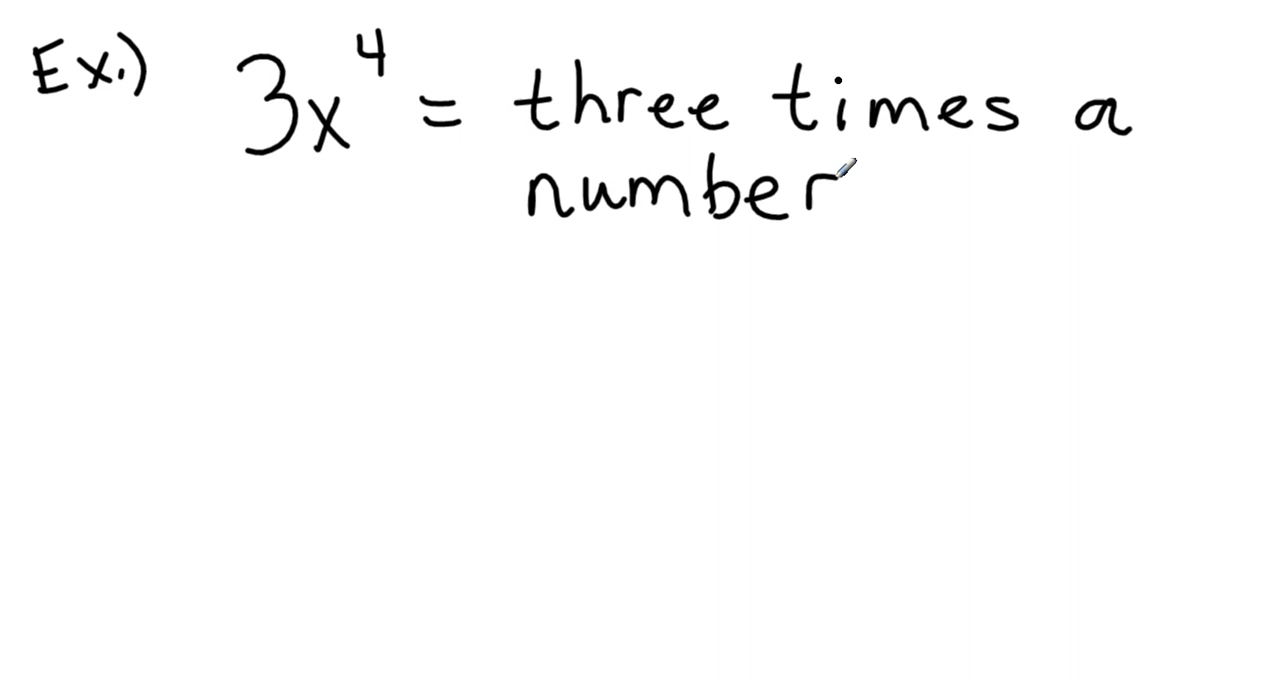 Ex.) 3x⁴ = three times a
number